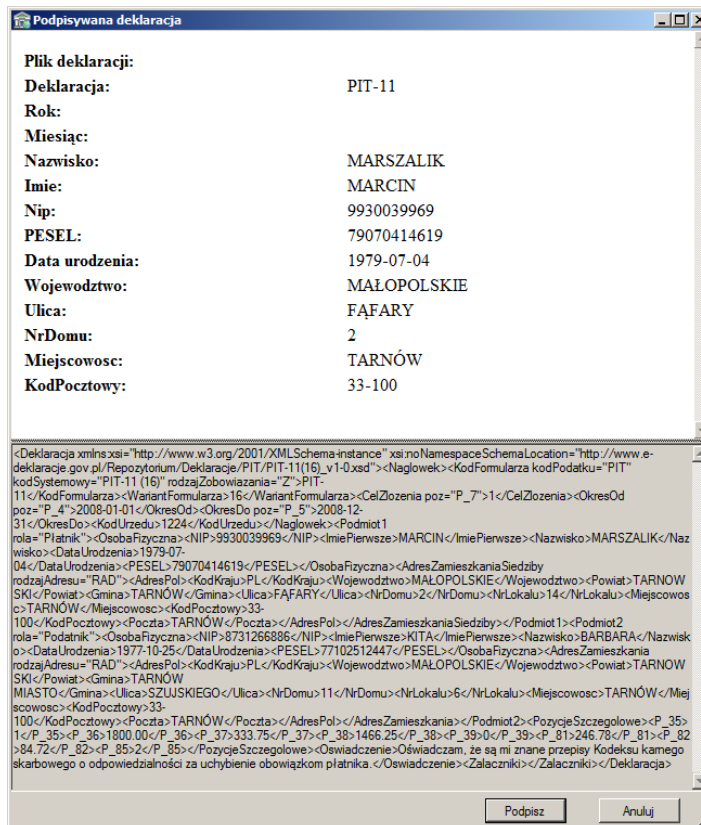 Podpisywana deklaracja
Plik deklaracji:
Deklaracja: PIT-11
Rok:
Miesiąc:
Nazwisko: MARSZALIK
Imie: MARCIN
Nip: 9930039969
PESEL: 79070414619
Data urodzenia: 1979-07-04
Wojewodztwo: MAŁOPOLSKIE
Ulica: FĄFARY
NrDomu: 2
Miejscowosc: TARNÓW
KodPocztowy: 33-100
<Deklaracja xmlns:xsi="http://www.w3.org/2001/XMLSchema-instance" xsi:noNamespaceSchemaLocation="http://www.e-
deklaracje.gov.pl/Repozytorium/Deklaracje/PIT/PIT-11(16)_v1-0.xsd"><Naglowek><KodFormularza kodPodatku="PIT"
kodSystemowy="PIT-11 (16)" rodzajZobowiazania="Z">PIT-
11</KodFormularza><WariantFormularza>16</WariantFormularza><CelZlozenia poz="P_7">1</CelZlozenia><OkresOd
poz="P_4">2008-01-01</OkresOd><OkresDo poz="P_5">2008-12-
31</OkresDo><KodUrzedu>1224</KodUrzedu></Naglowek><Podmiot1
rola="Płatnik"><OsobaFizyczna><NIP>9930039969</NIP><ImiePierwsze>MARCIN</ImiePierwsze><Nazwisko>MARSZALIK</Naz
wisko><DataUrodzenia>1979-07-
04</DataUrodzenia><PESEL>79070414619</PESEL></OsobaFizyczna><AdresZamieszkaniaSiedziby
rodzajAdresu="RAD"><AdresPol><KodKraju>PL</KodKraju><Wojewodztwo>MAŁOPOLSKIE</Wojewodztwo><Powiat>TARNOW
SKI</Powiat><Gmina>TARNÓW</Gmina><Ulica>FĄFARY</Ulica><NrDomu>2</NrDomu><NrLokalu>14</NrLokalu><Miejscowos
c>TARNÓW</Miejscowosc><KodPocztowy>33-
100</KodPocztowy><Poczta>TARNÓW</Poczta></AdresPol></AdresZamieszkaniaSiedziby></Podmiot1><Podmiot2
rola="Podatnik"><OsobaFizyczna><NIP>8731266886</NIP><ImiePierwsze>KITA</ImiePierwsze><Nazwisko>BARBARA</Nazwisk
o><DataUrodzenia>1977-10-25</DataUrodzenia><PESEL>77102512447</PESEL></OsobaFizyczna><AdresZamieszkania
rodzajAdresu="RAD"><AdresPol><KodKraju>PL</KodKraju><Wojewodztwo>MAŁOPOLSKIE</Wojewodztwo><Powiat>TARNOW
SKI</Powiat><Gmina>TARNÓW
MIASTO</Gmina><Ulica>SZUJSKIEGO</Ulica><NrDomu>11</NrDomu><NrLokalu>6</NrLokalu><Miejscowosc>TARNÓW</Miej
scowosc><KodPocztowy>33-
100</KodPocztowy><Poczta>TARNÓW</Poczta></AdresPol></AdresZamieszkania></Podmiot2><PozycjeSzczegolowe><P_35>
1</P_35><P_36>1800.00</P_36><P_37>333.75</P_37><P_38>1466.25</P_38><P_39>0</P_39><P_81>246.78</P_81><P_82
>84.72</P_82><P_85>2</P_85></PozycjeSzczegolowe><Oswiadczenie>Oświadczam, że są mi znane przepisy Kodeksu karnego
skarbowego o odpowiedzialności za uchybienie obowiązkom płatnika.</Oswiadczenie><Zalaczniki></Zalaczniki></Deklaracja>
Podpisz Anuluj